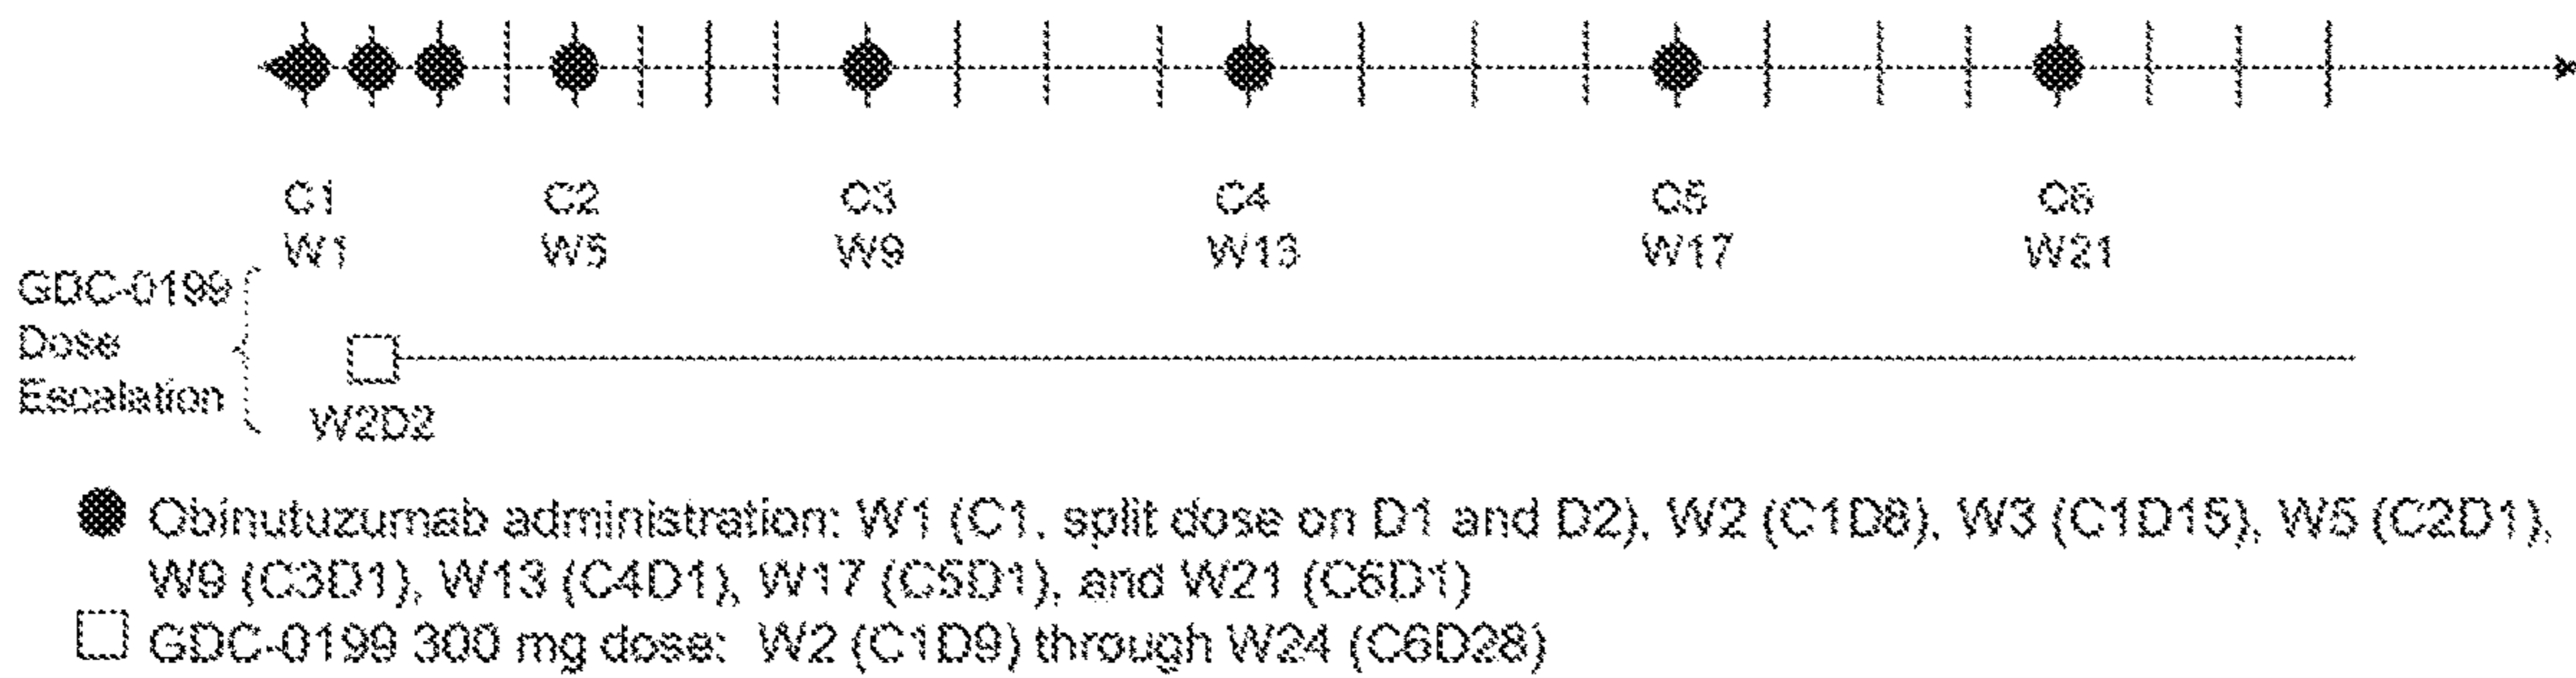 C1 C2 C3 C4 C5 C6
W1 W5 W9 W13 W17 W21
GDC-0199
Dose
Escalation
W2D2
Obinutuzumab administration: W1 (C1, split dose on D1 and D2), W2 (C1D8), W3 (C1D15), W5 (C2D1),
W9 (C3D1), W13 (C4D1), W17 (C5D1), and W21 (C6D1)
GDC-0199 300 mg dose: W2 (C1D9) through W24 (C6D28)